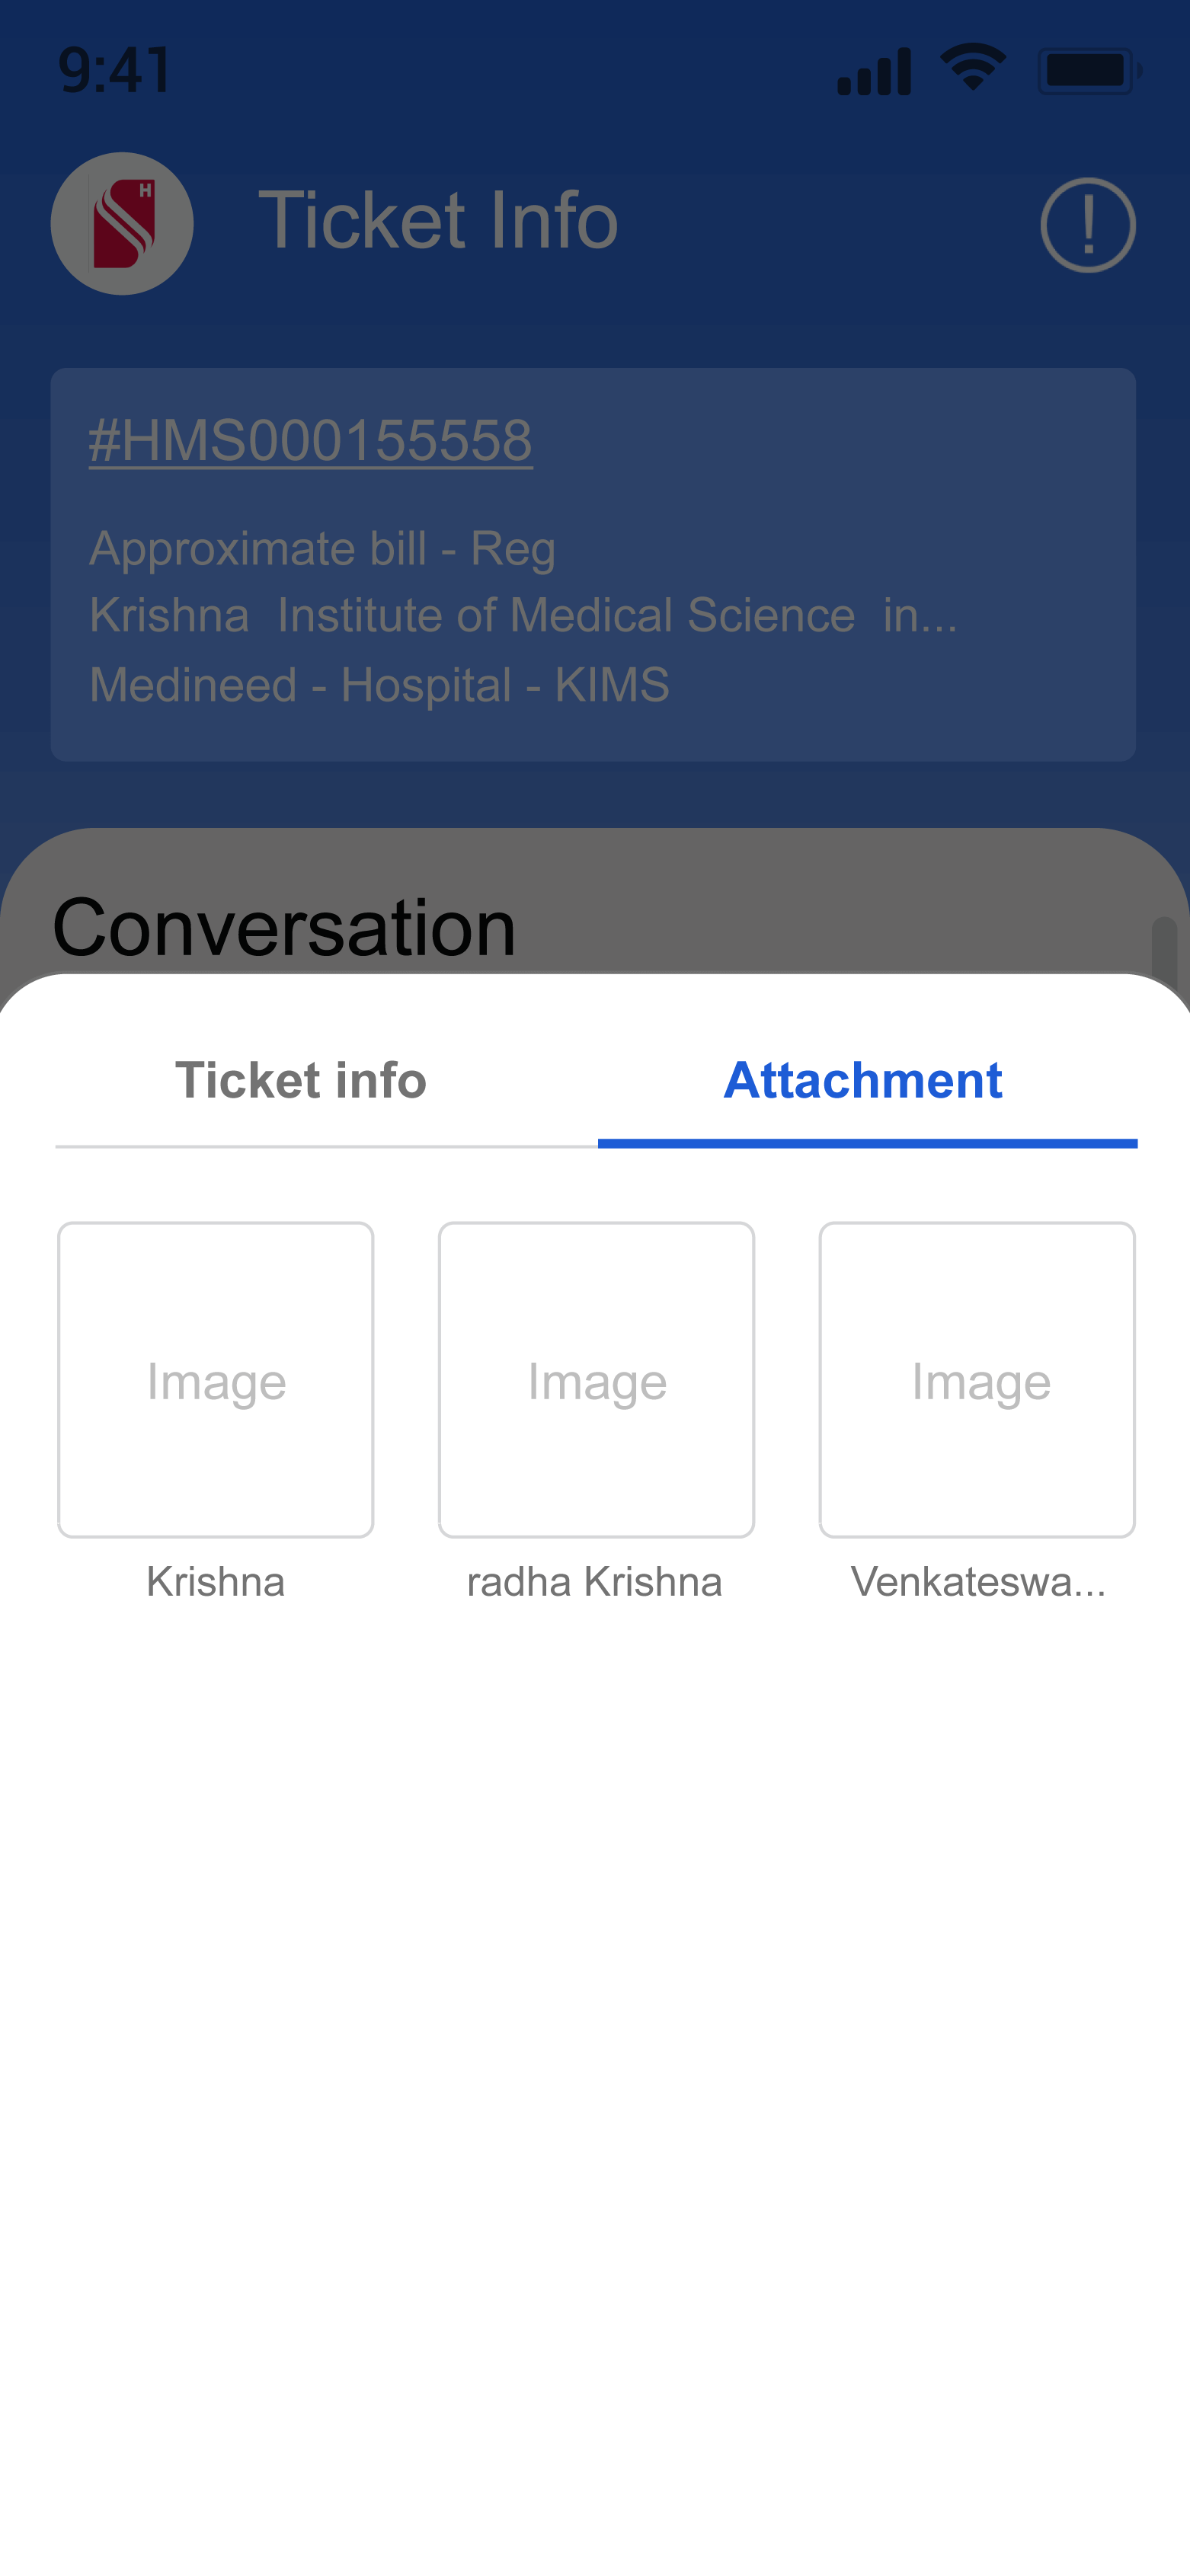 9:41
H
Ticket Info
!
#HMS000155558
Approximate bill - Reg
Krishna  Institute of Medical Science  in...
Medineed - Hospital - KIMS
Conversation
Ticket info
Attachment
Image
Image
Image
Krishna
radha Krishna
Venkateswa...